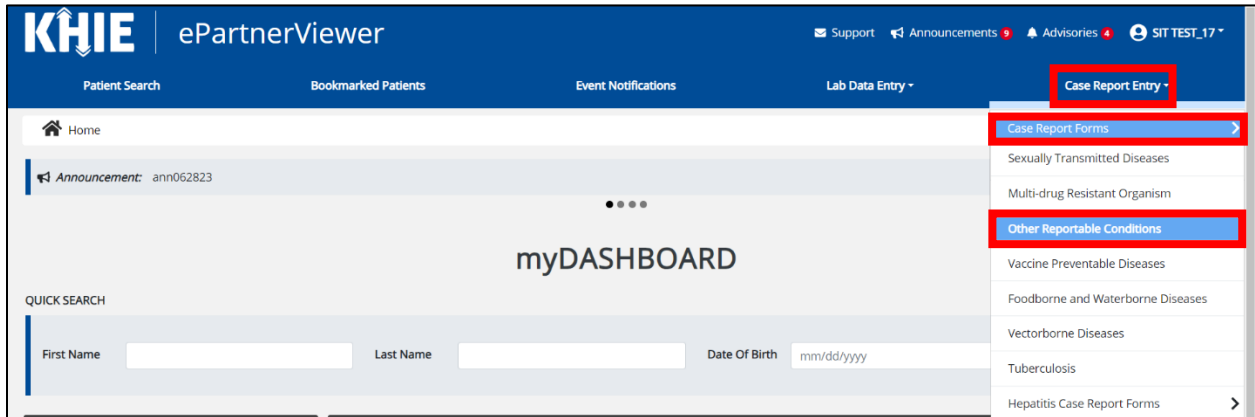 KHIE ePartnerViewer
Support Announcements 9 Advisories 4 SIT TEST_17
Patient Search Bookmarked Patients Event Notifications Lab Data Entry Case Report Entry
Home
Announcement: ann062823
myDASHBOARD
QUICK SEARCH
First Name Last Name Date Of Birth mm/dd/yyyy
Case Report Forms
Sexually Transmitted Diseases
Multi-drug Resistant Organism
Other Reportable Conditions
Vaccine Preventable Diseases
Foodborne and Waterborne Diseases
Vectorborne Diseases
Tuberculosis
Hepatitis Case Report Forms